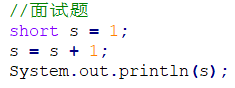 //面试题
short s = 1;
s = s + 1;
System.out.println(s);